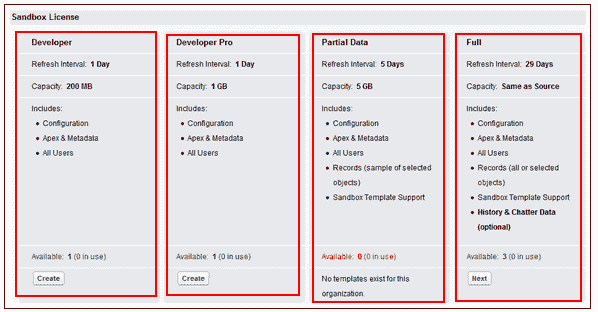 Sandbox License
Developer
Refresh Interval: 1 Day
Capacity: 200 MB
Includes:
Configuration
Apex & Metadata
All Users
Available: 1 (0 in use)
Create
Developer Pro
Refresh Interval: 1 Day
Capacity: 1 GB
Includes:
Configuration
Apex & Metadata
All Users
Available: 1 (0 in use)
Create
Partial Data
Refresh Interval: 5 Days
Capacity: 5 GB
Includes:
Configuration
Apex & Metadata
All Users
Records (sample of selected
objects)
Sandbox Template Support
Available: 0 (0 in use)
No templates exist for this
organization.
Full
Refresh Interval: 29 Days
Capacity: Same as Source
Includes:
Configuration
Apex & Metadata
All Users
Records (all or selected
objects)
Sandbox Template Support
History & Chatter Data
(optional)
Available: 3 (0 in use)
Next